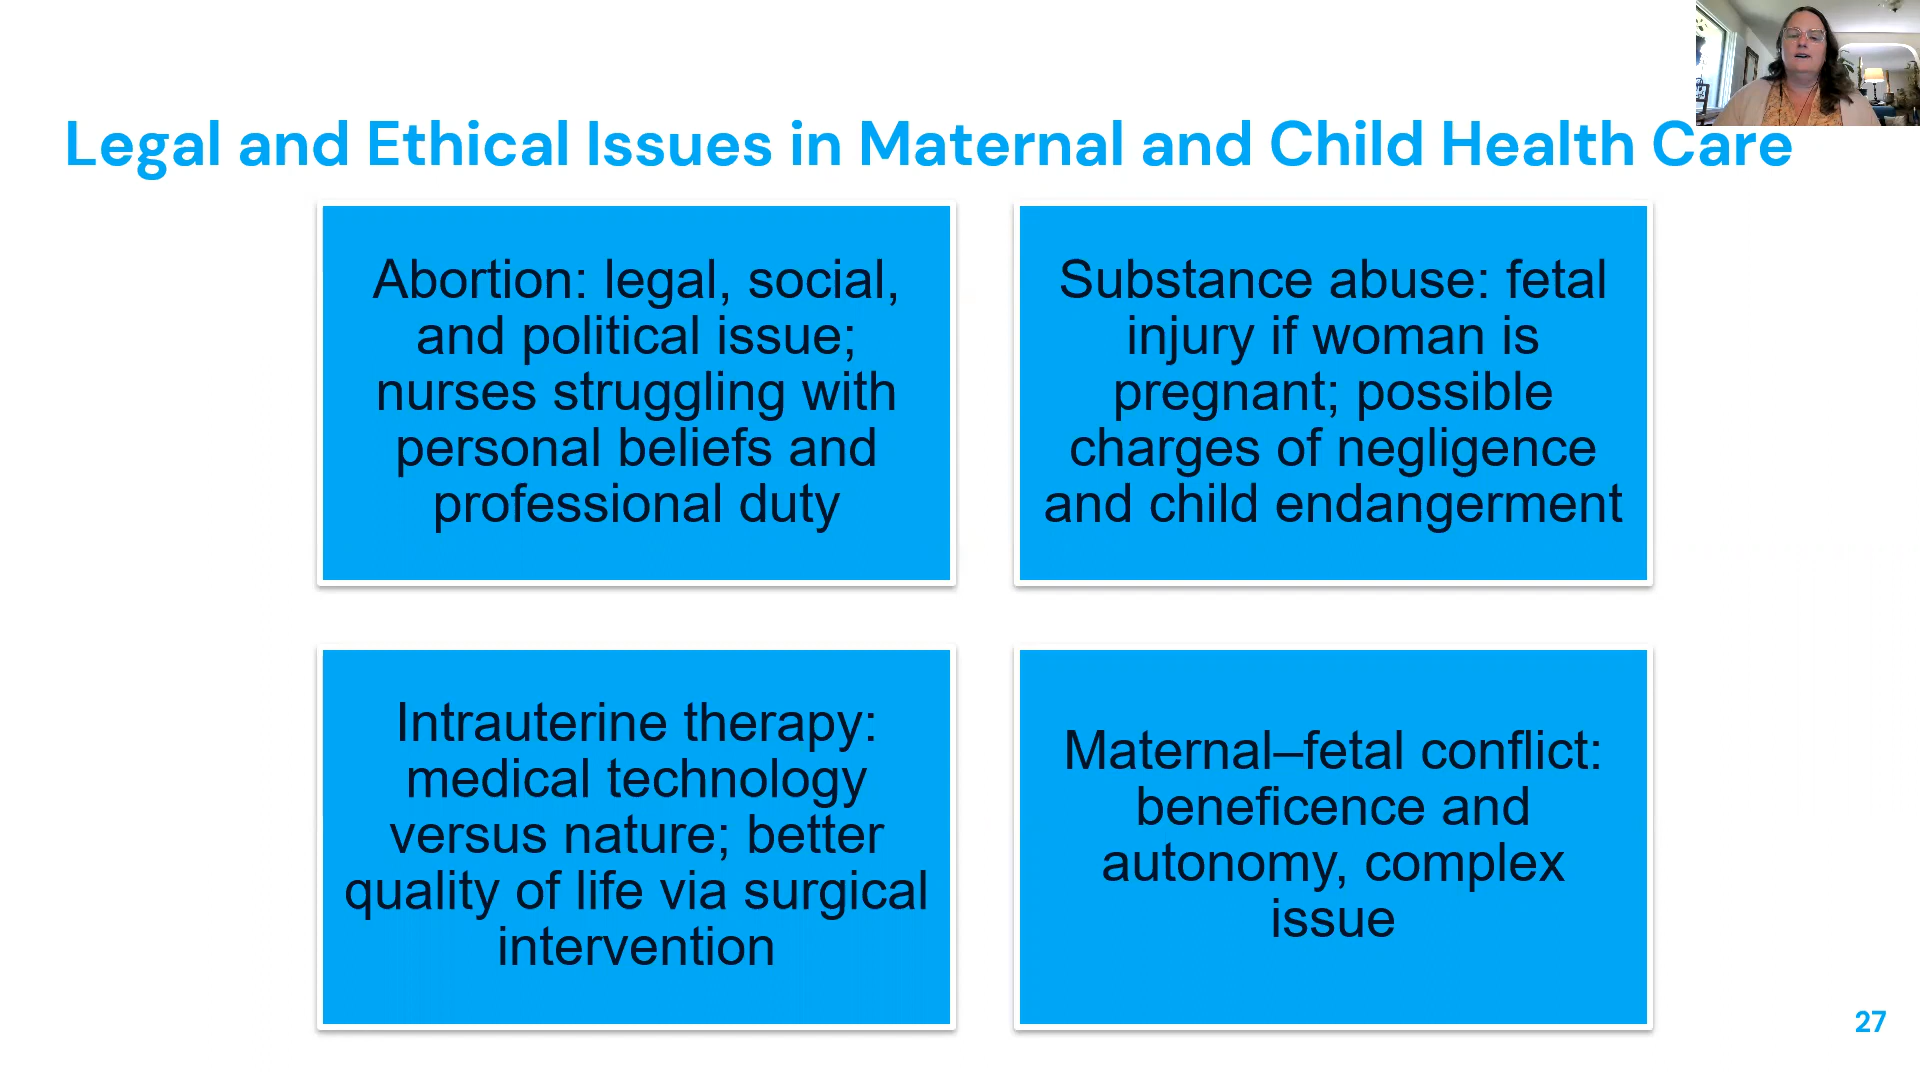 Legal and Ethical Issues in Maternal and Child Health Care
Abortion: legal, social,
and political issue;
nurses struggling with
personal beliefs and
professional duty
Substance abuse: fetal
injury if woman is
pregnant; possible
charges of negligence
and child endangerment
Intrauterine therapy:
medical technology
versus nature; better
quality of life via surgical
intervention
Maternal–fetal conflict:
beneficence and
autonomy, complex
issue
27